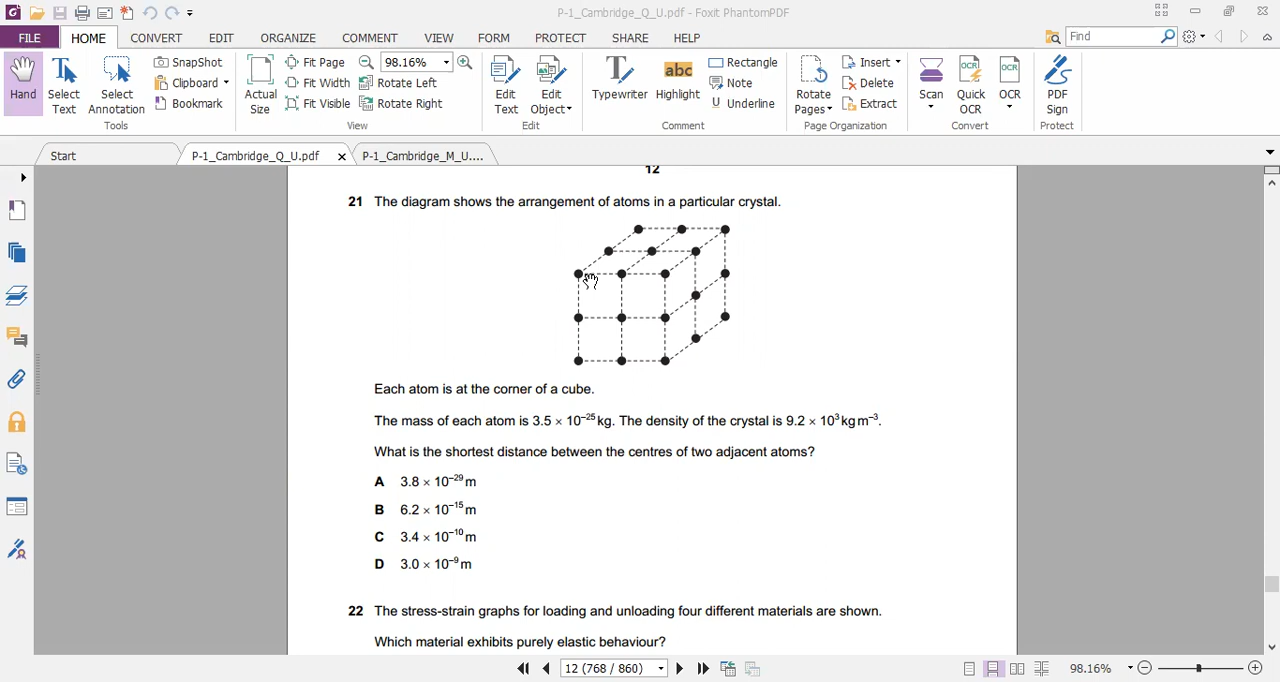 P-1_Cambridge_Q_U.pdf - Foxit PhantomPDF
FILE HOME CONVERT EDIT ORGANIZE COMMENT VIEW FORM PROTECT SHARE HELP Find
Hand
Select Text
Select Annotation
SnapShot
Clipboard
Bookmark
Tools
Actual Size
Fit Page
Fit Width
Fit Visible
98.16%
Rotate Left
Rotate Right
View
Edit Text
Edit Object
Edit
Typewriter
abc
Highlight
Rectangle
Note
U Underline
Comment
Rotate Pages
Insert
Delete
Extract
Page Organization
Scan
OCR
Quick OCR
OCR
OCR
Convert
PDF Sign
Protect
Start P-1_Cambridge_Q_U.pdf P-1_Cambridge_M_U....
12
21 The diagram shows the arrangement of atoms in a particular crystal.
Each atom is at the corner of a cube.
The mass of each atom is 3.5 × 10⁻²⁵ kg. The density of the crystal is 9.2 × 10³ kg m⁻³.
What is the shortest distance between the centres of two adjacent atoms?
A 3.8 × 10⁻²⁹ m
B 6.2 × 10⁻¹⁵ m
C 3.4 × 10⁻¹⁰ m
D 3.0 × 10⁻⁹ m
22 The stress-strain graphs for loading and unloading four different materials are shown.
Which material exhibits purely elastic behaviour?
12 (768 / 860) 98.16%